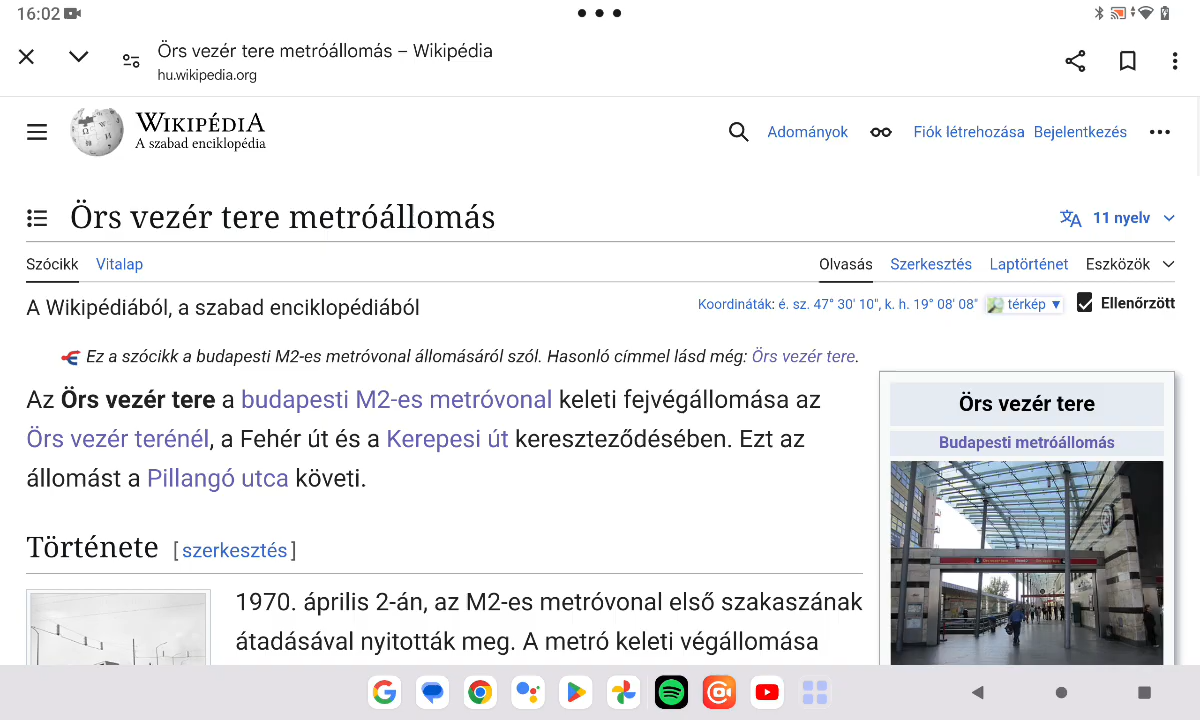 16:02
Örs vezér tere metróállomás – Wikipédia
hu.wikipedia.org
WIKIPÉDIA
A szabad enciklopédia
Adományok Fiók létrehozása Bejelentkezés
Örs vezér tere metróállomás
11 nyelv
Szócikk Vitalap Olvasás Szerkesztés Laptörténet Eszközök
A Wikipédiából, a szabad enciklopédiából
Koordináták: é. sz. 47° 30′ 10″, k. h. 19° 08′ 08″ térkép ▼ Ellenőrzött
Ez a szócikk a budapesti M2-es metróvonal állomásáról szól. Hasonló címmel lásd még: Örs vezér tere.
Az Örs vezér tere a budapesti M2-es metróvonal keleti fejvégállomása az
Örs vezér terénél, a Fehér út és a Kerepesi út kereszteződésében. Ezt az
állomást a Pillangó utca követi.
Örs vezér tere
Budapesti metróállomás
Története [szerkesztés]
1970. április 2-án, az M2-es metróvonal első szakaszának
átadásával nyitották meg. A metró keleti végállomása